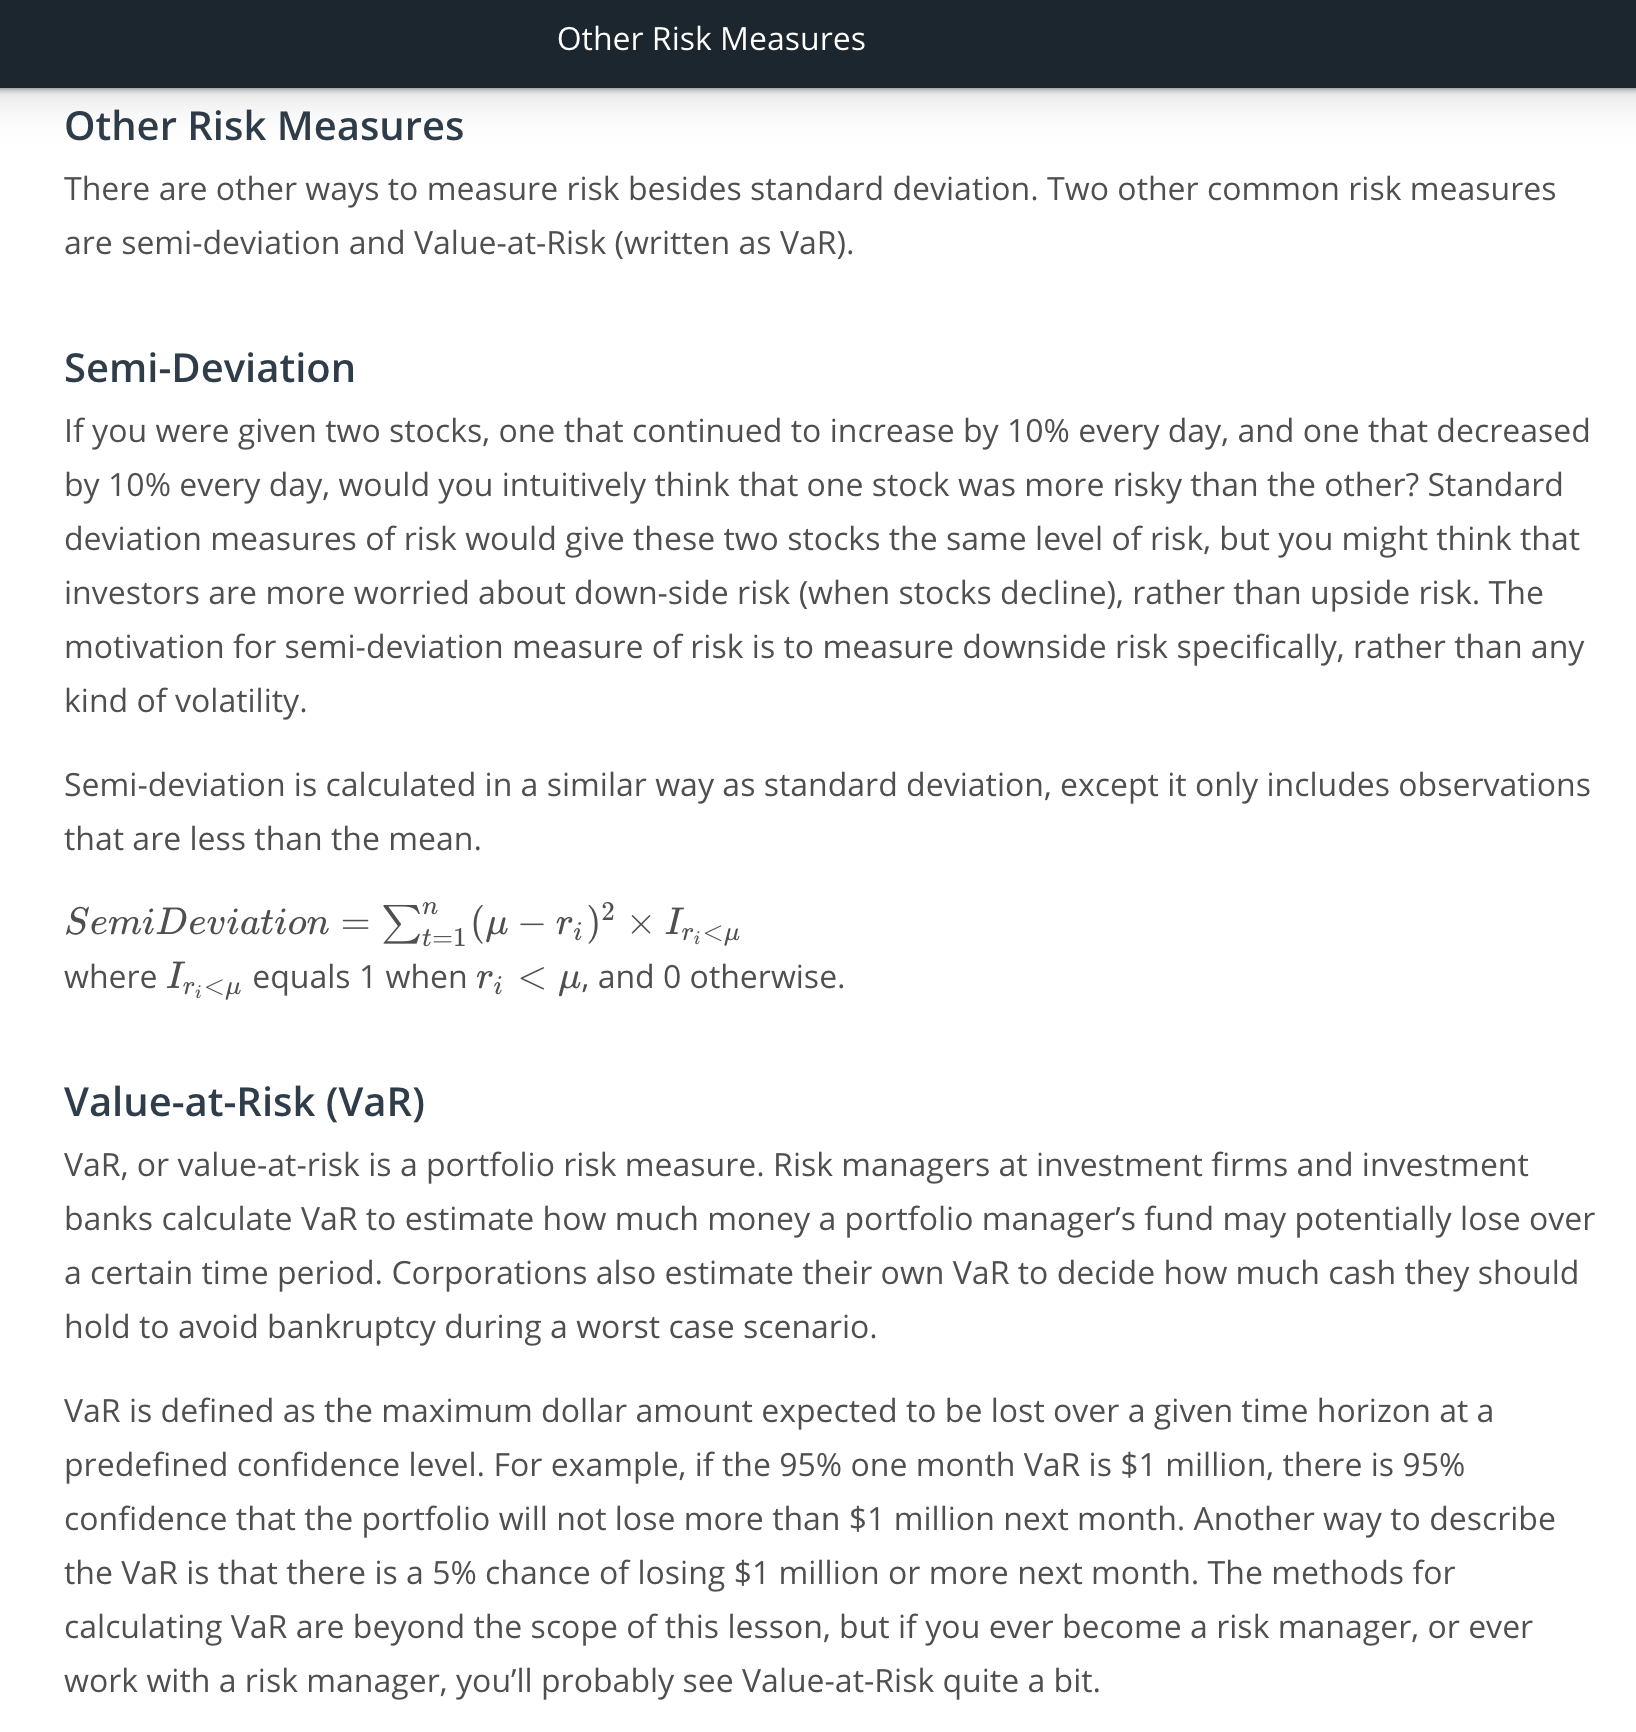 Other Risk Measures
Other Risk Measures
There are other ways to measure risk besides standard deviation. Two other common risk measures
are semi-deviation and Value-at-Risk (written as VaR).
Semi-Deviation
If you were given two stocks, one that continued to increase by 10% every day, and one that decreased
by 10% every day, would you intuitively think that one stock was more risky than the other? Standard
deviation measures of risk would give these two stocks the same level of risk, but you might think that
investors are more worried about down-side risk (when stocks decline), rather than upside risk. The
motivation for semi-deviation measure of risk is to measure downside risk specifically, rather than any
kind of volatility.
Semi-deviation is calculated in a similar way as standard deviation, except it only includes observations
that are less than the mean.
$SemiDeviation = \sum_{t=1}^{n} (\mu - r_i)^2 \times I_{r_i<\mu}$
where $I_{r_i<\mu}$ equals 1 when $r_i < \mu$, and 0 otherwise.
Value-at-Risk (VaR)
VaR, or value-at-risk is a portfolio risk measure. Risk managers at investment firms and investment
banks calculate VaR to estimate how much money a portfolio manager’s fund may potentially lose over
a certain time period. Corporations also estimate their own VaR to decide how much cash they should
hold to avoid bankruptcy during a worst case scenario.
VaR is defined as the maximum dollar amount expected to be lost over a given time horizon at a
predefined confidence level. For example, if the 95% one month VaR is $1 million, there is 95%
confidence that the portfolio will not lose more than $1 million next month. Another way to describe
the VaR is that there is a 5% chance of losing $1 million or more next month. The methods for
calculating VaR are beyond the scope of this lesson, but if you ever become a risk manager, or ever
work with a risk manager, you’ll probably see Value-at-Risk quite a bit.